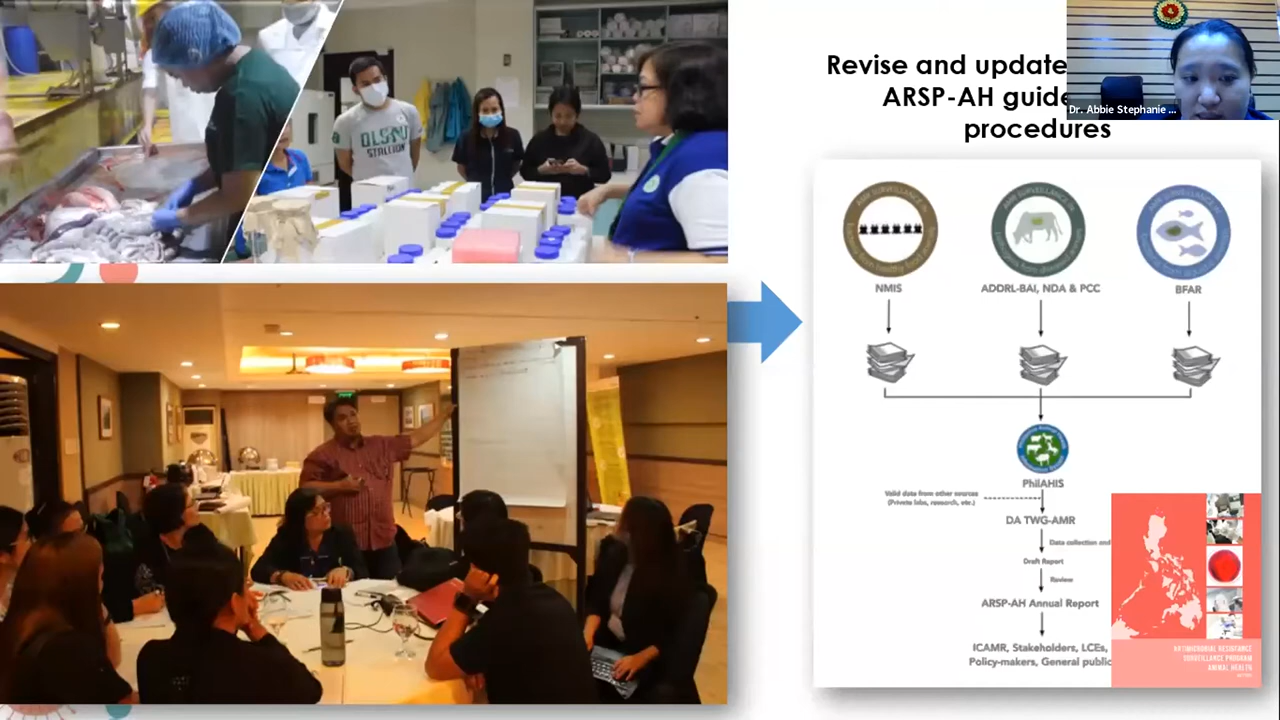 Revise and update
ARSP-AH guide
procedures
Dr. Abbie Stephanie ...
OLSHU
STALLION
NMIS
ADDRL-BAI, NDA & PCC
BFAR
PhilAHIS
Valid data from other sources
(Private labs, research, etc.)
DA TWG-AMR
Data collection and
Draft Report
Review
ARSP-AH Annual Report
ICAMR, Stakeholders, LCEs,
Policy-makers, General public
ANTIMICROBIAL RESISTANCE
SURVEILLANCE PROGRAM
ANIMAL HEALTH